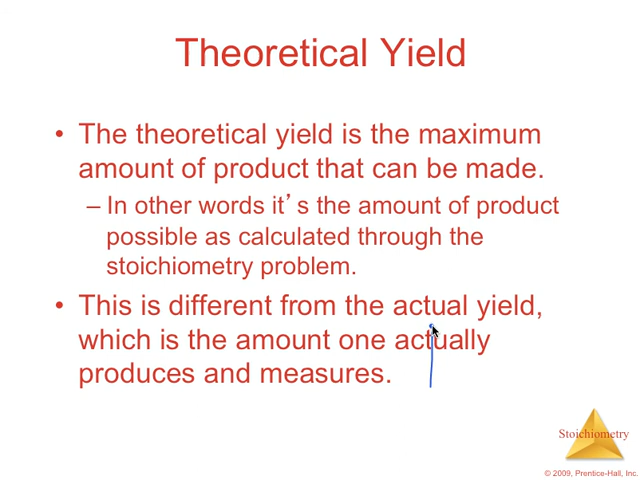 Theoretical Yield
• The theoretical yield is the maximum
amount of product that can be made.
– In other words it’s the amount of product
possible as calculated through the
stoichiometry problem.
• This is different from the actual yield,
which is the amount one actually
produces and measures.
Stoichiometry
© 2009, Prentice-Hall, Inc.